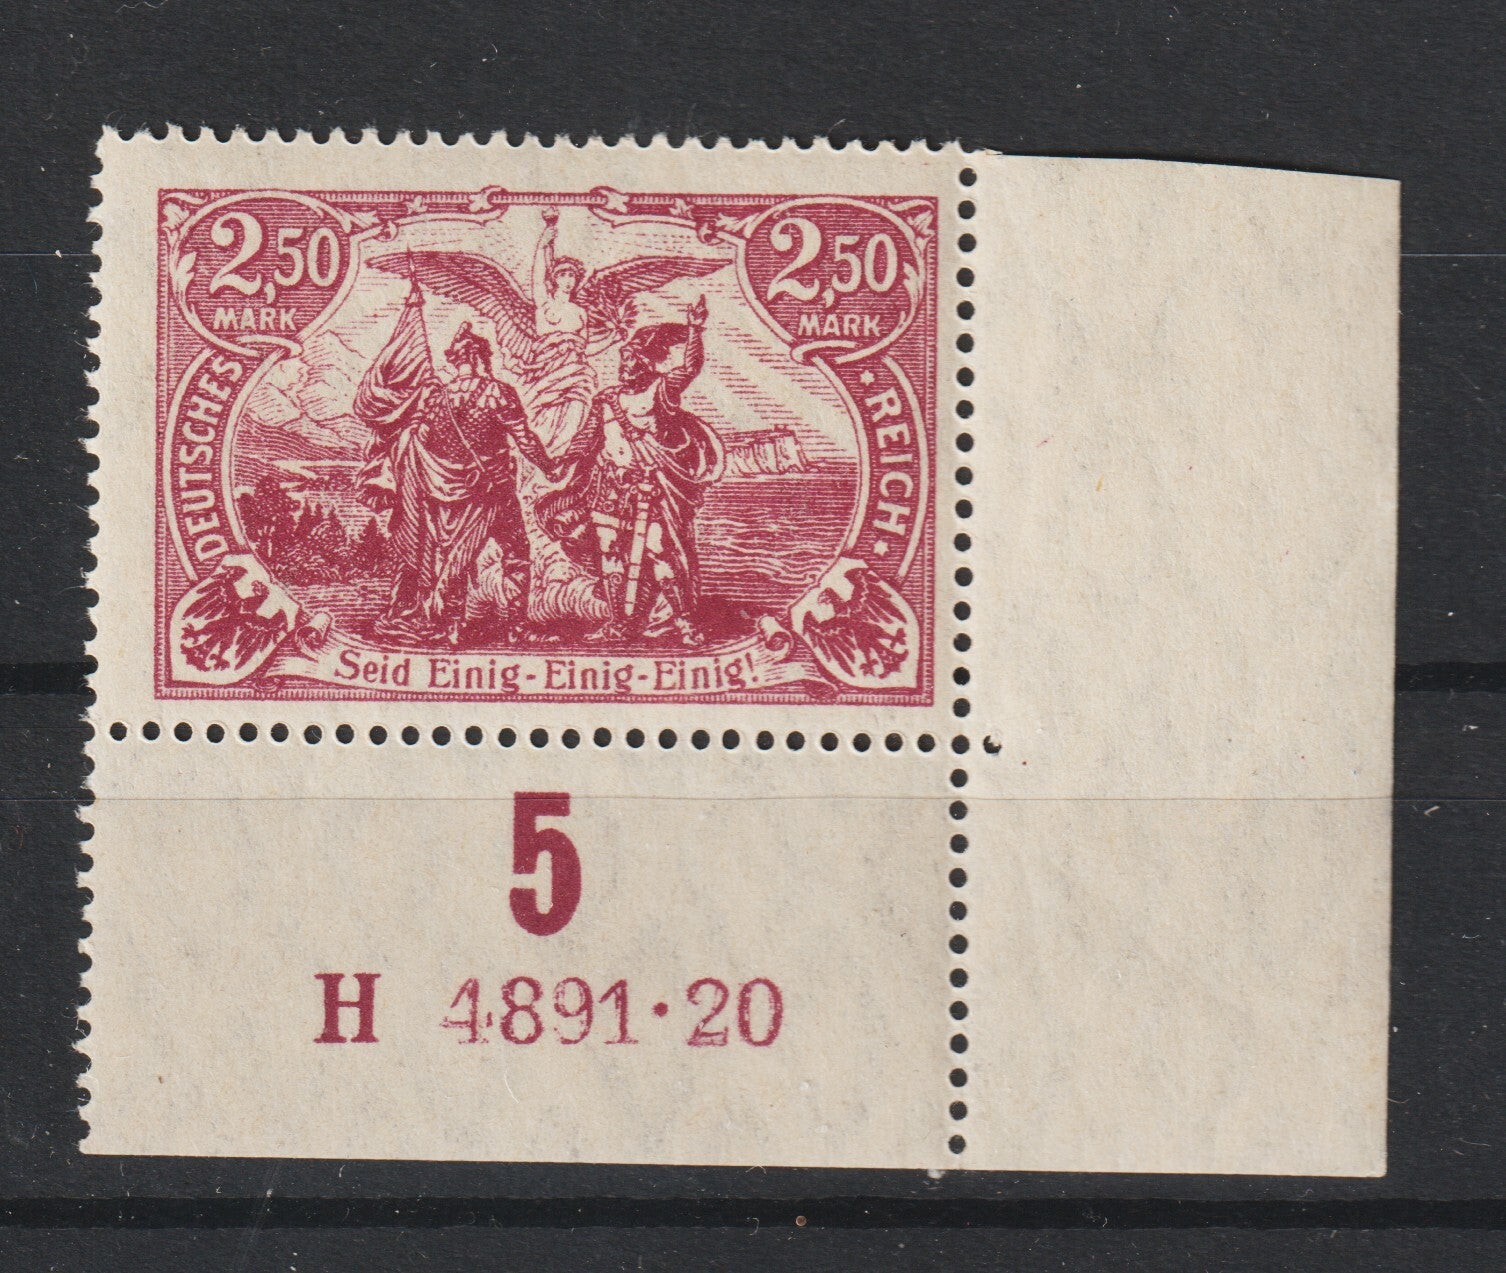 2,50 MARK
2,50 MARK
DEUTSCHES * REICH *
Seid Einig-Einig-Einig!
5
H 4891•20